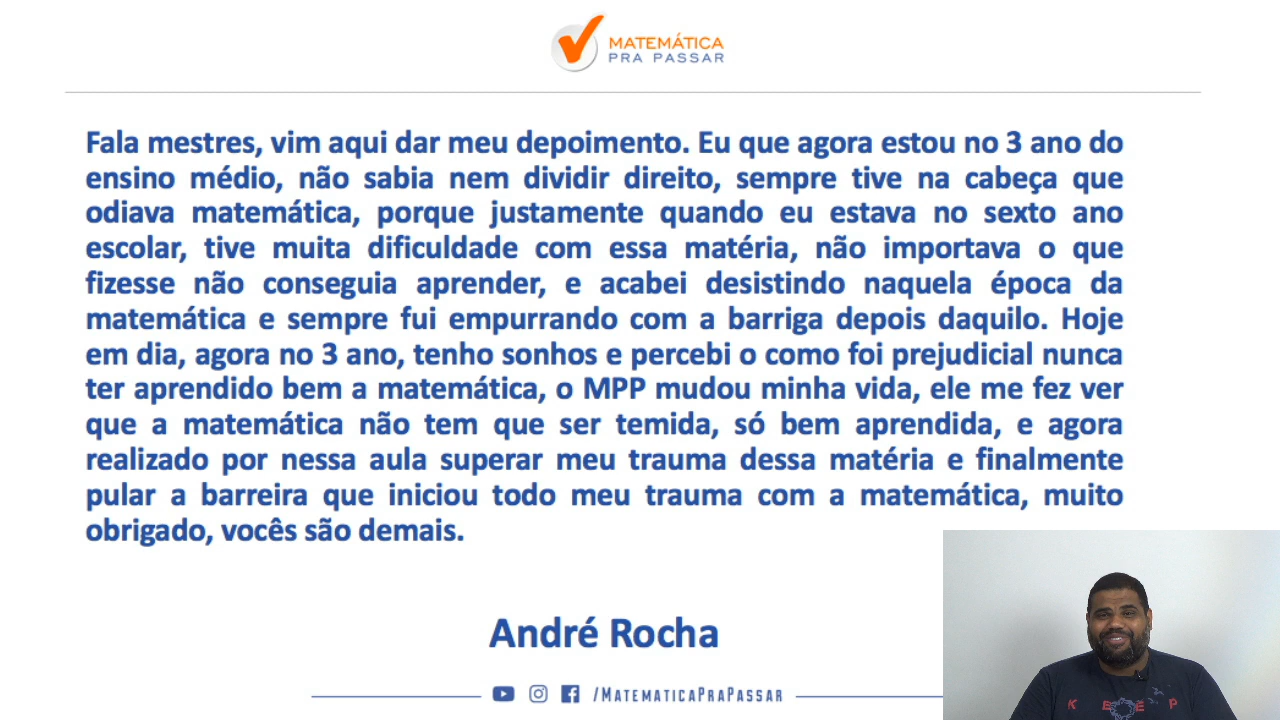 MATEMÁTICA
PRA PASSAR
Fala mestres, vim aqui dar meu depoimento. Eu que agora estou no 3 ano do
ensino médio, não sabia nem dividir direito, sempre tive na cabeça que
odiava matemática, porque justamente quando eu estava no sexto ano
escolar, tive muita dificuldade com essa matéria, não importava o que
fizesse não conseguia aprender, e acabei desistindo naquela época da
matemática e sempre fui empurrando com a barriga depois daquilo. Hoje
em dia, agora no 3 ano, tenho sonhos e percebi o como foi prejudicial nunca
ter aprendido bem a matemática, o MPP mudou minha vida, ele me fez ver
que a matemática não tem que ser temida, só bem aprendida, e agora
realizado por nessa aula superar meu trauma dessa matéria e finalmente
pular a barreira que iniciou todo meu trauma com a matemática, muito
obrigado, vocês são demais.
André Rocha
/MATEMATICAPRAPASSAR